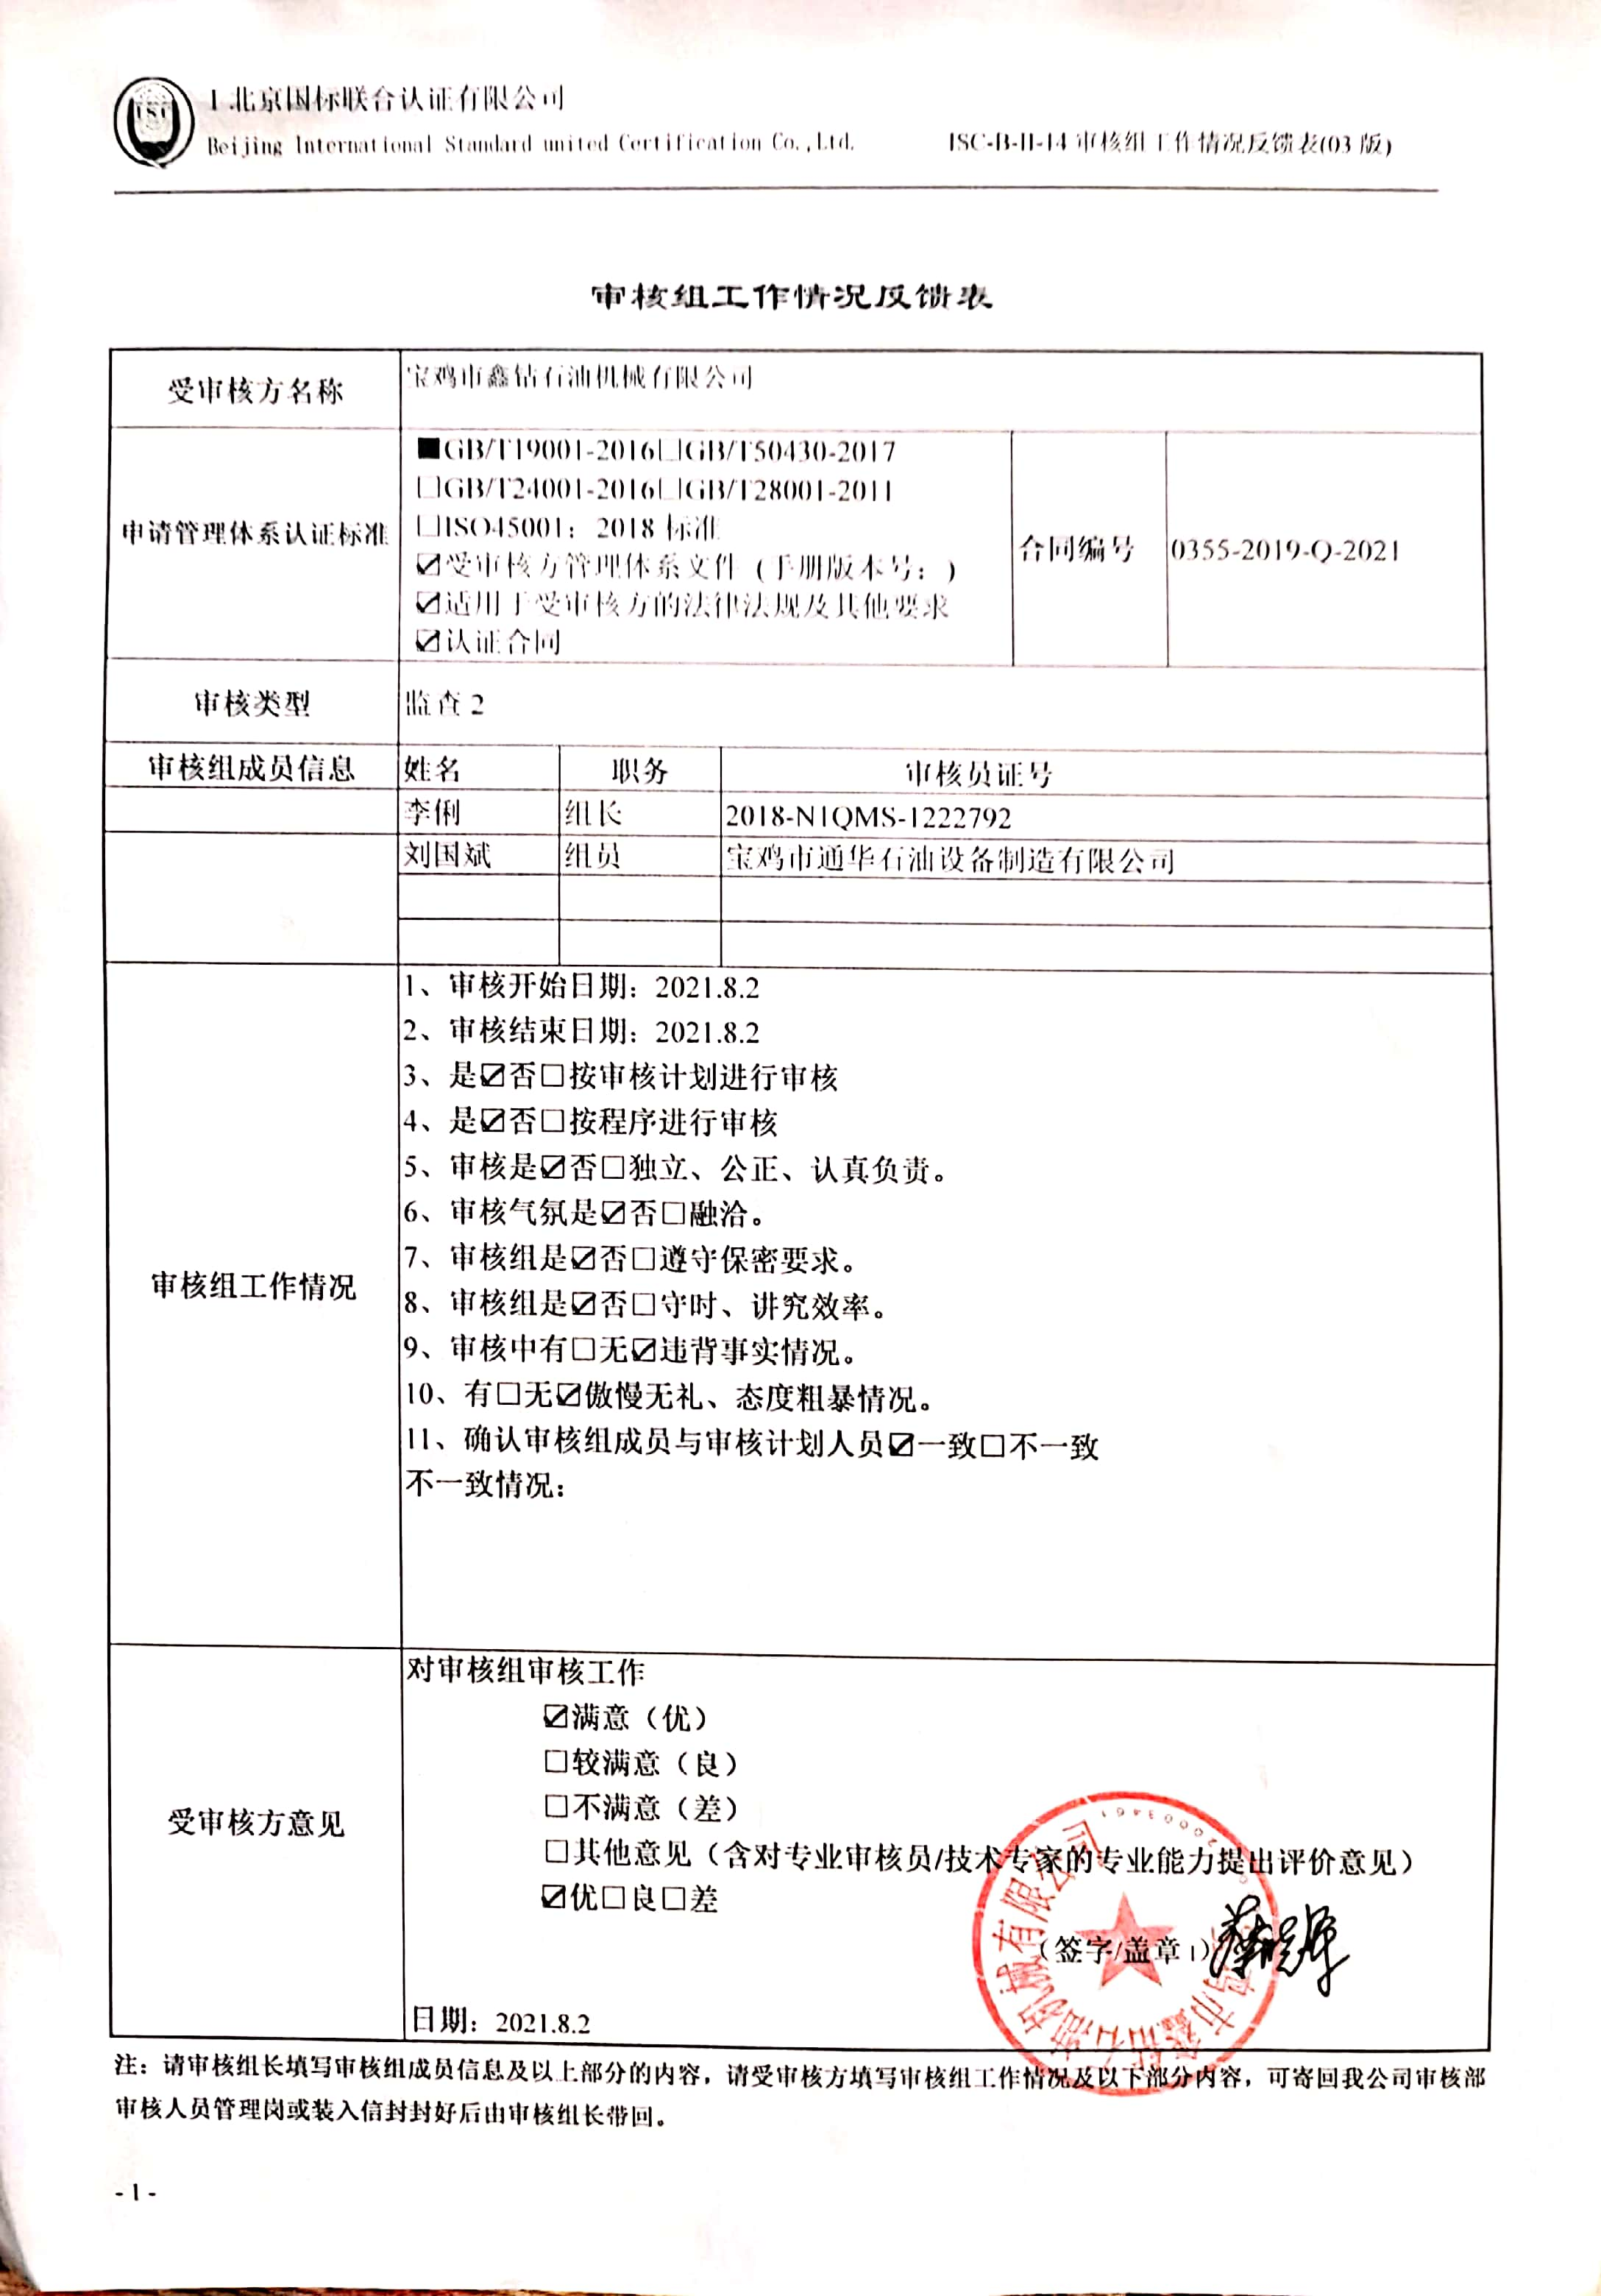 北京国标联合认证有限公司
Beijing International Standard united Certification Co.,Ltd. ISC-B-II-14 审核组工作情况反馈表(03 版)
审核组工作情况反馈表
受审核方名称 宝鸡市鑫钻石油机械有限公司
申请管理体系认证标准
■GB/T19001-2016□GB/T50430-2017
□GB/T24001-2016□GB/T28001-2011
□ISO45001：2018 标准
☑受审核方管理体系文件（手册版本号：）
☑适用于受审核方的法律法规及其他要求
☑认证合同
合同编号 0355-2019-Q-2021
审核类型 监查 2
审核组成员信息 姓名 职务 审核员证号
李俐 组长 2018-N1QMS-1222792
刘国斌 组员 宝鸡市通华石油设备制造有限公司
审核组工作情况
1、审核开始日期：2021.8.2
2、审核结束日期：2021.8.2
3、是☑否□按审核计划进行审核
4、是☑否□按程序进行审核
5、审核是☑否□独立、公正、认真负责。
6、审核气氛是☑否□融洽。
7、审核组是☑否□遵守保密要求。
8、审核组是☑否□守时、讲究效率。
9、审核中有□无☑违背事实情况。
10、有□无☑傲慢无礼、态度粗暴情况。
11、确认审核组成员与审核计划人员☑一致□不一致
不一致情况：
受审核方意见
对审核组审核工作
☑满意（优）
□较满意（良）
□不满意（差）
□其他意见（含对专业审核员/技术专家的专业能力提出评价意见）
☑优□良□差
（签字/盖章）
宝鸡市鑫钻石油机械有限公司
日期：2021.8.2
注：请审核组长填写审核组成员信息及以上部分的内容，请受审核方填写审核组工作情况及以下部分内容，可寄回我公司审核部
审核人员管理岗或装入信封封好后由审核组长带回。
- 1 -